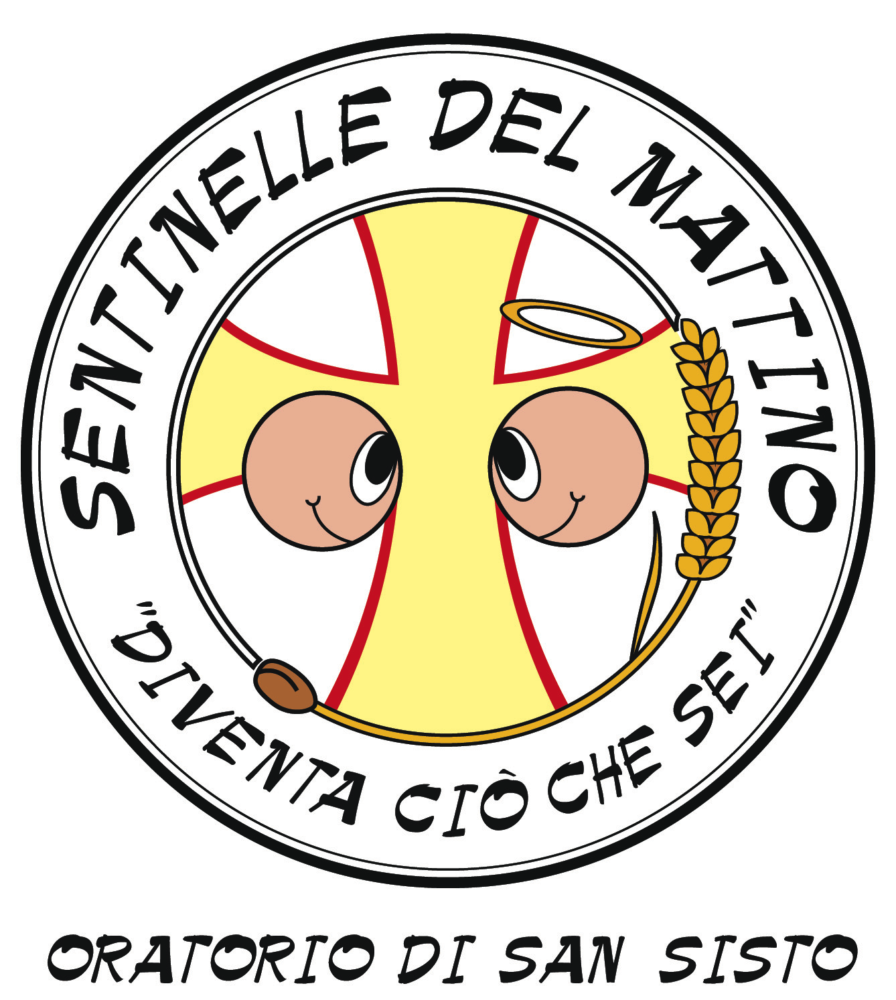 SENTINELLE DEL MATTINO
"DIVENTA CIÒ CHE SEI"
ORATORIO DI SAN SISTO